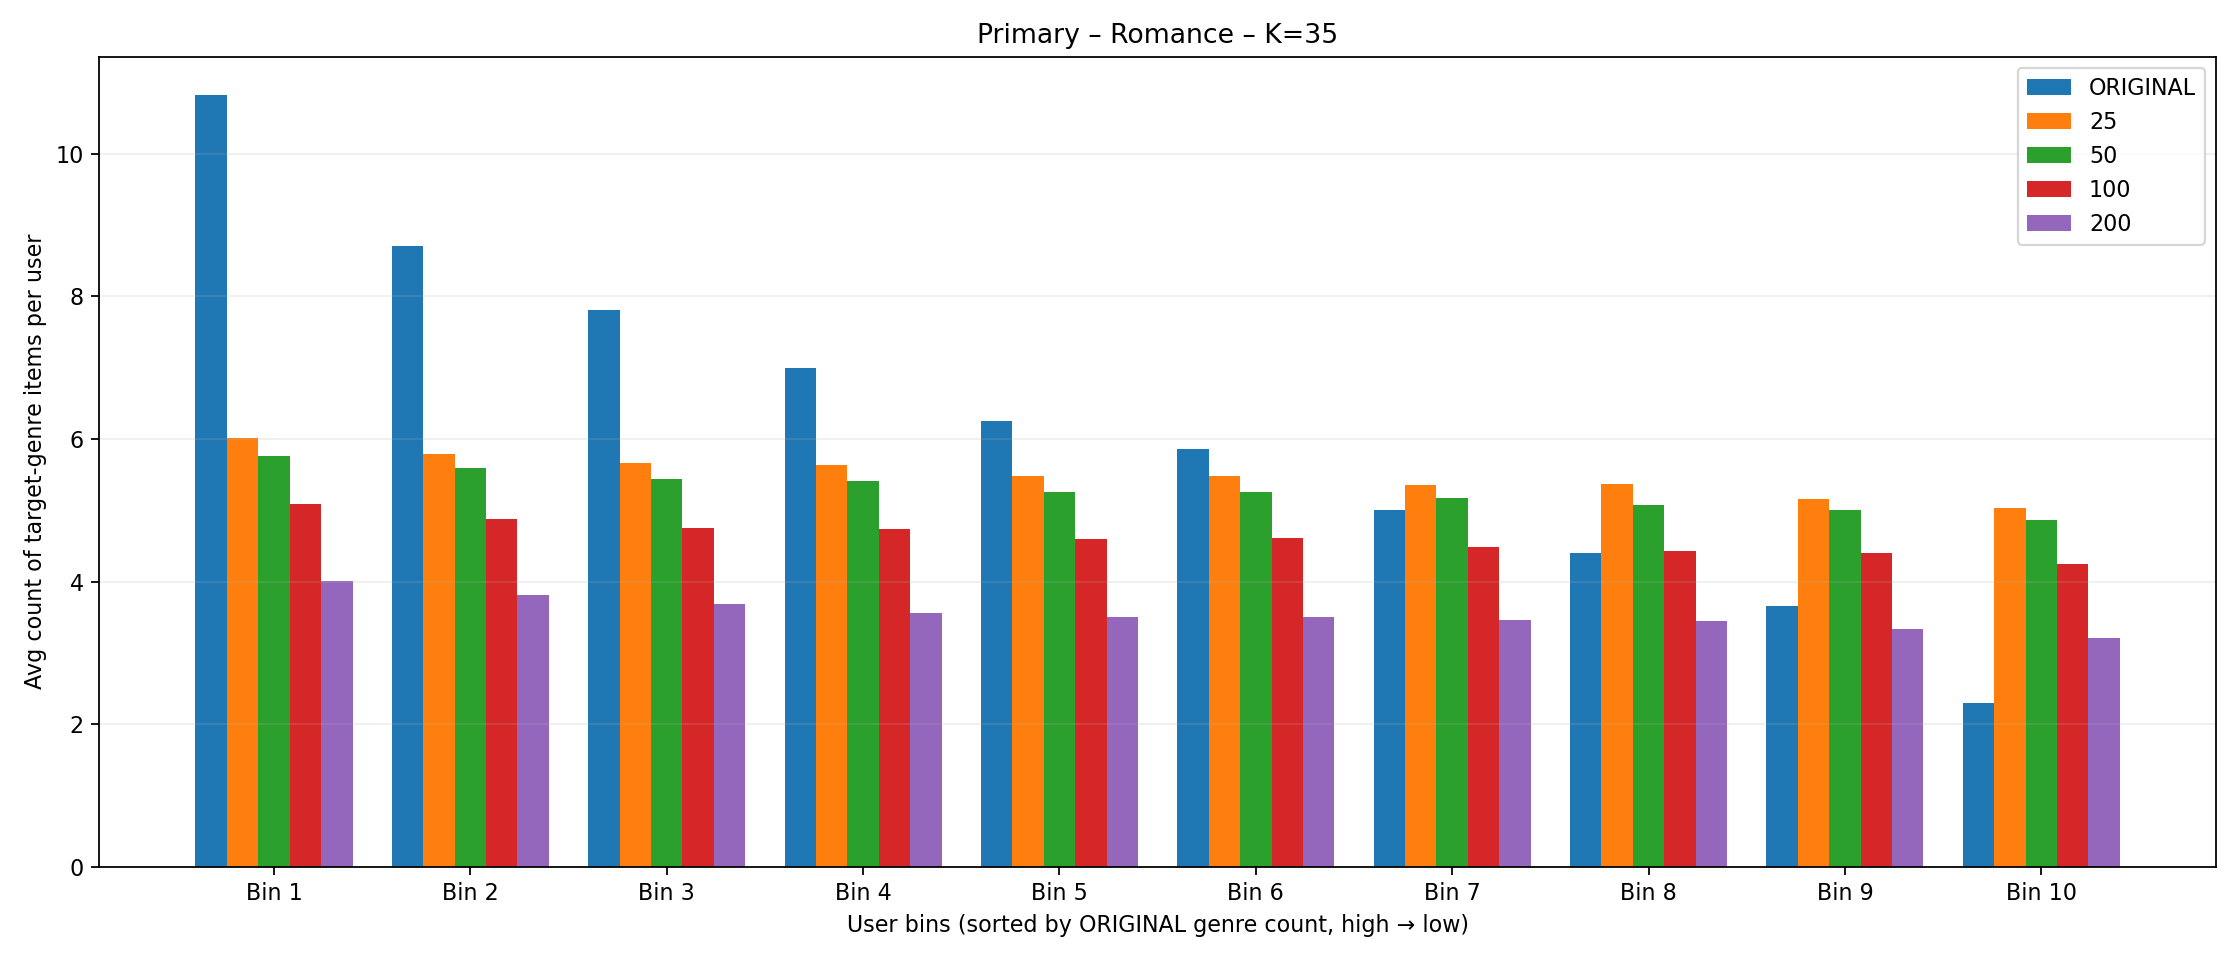 Primary – Romance – K=35
ORIGINAL
25
50
100
200
Avg count of target-genre items per user
10
8
6
4
2
0
Bin 1 Bin 2 Bin 3 Bin 4 Bin 5 Bin 6 Bin 7 Bin 8 Bin 9 Bin 10
User bins (sorted by ORIGINAL genre count, high → low)